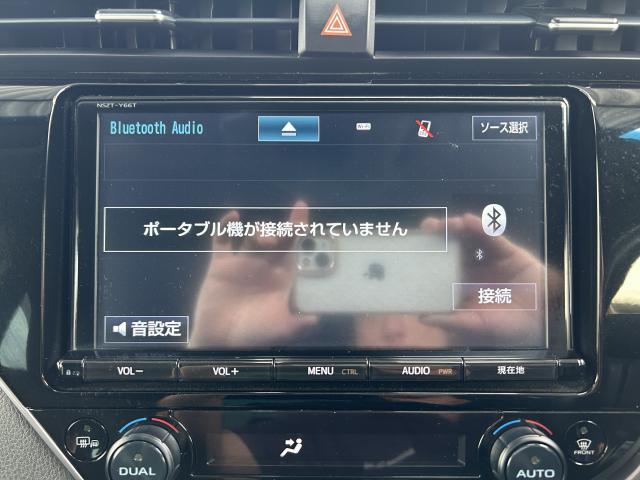 NSZT-Y66T
Bluetooth Audio
Wi-Fi
ソース選択
ポータブル機が接続されていません
接続
音設定
VOL−
VOL+
MENU CTRL
AUDIO PWR
現在地
DUAL
AUTO
FRONT